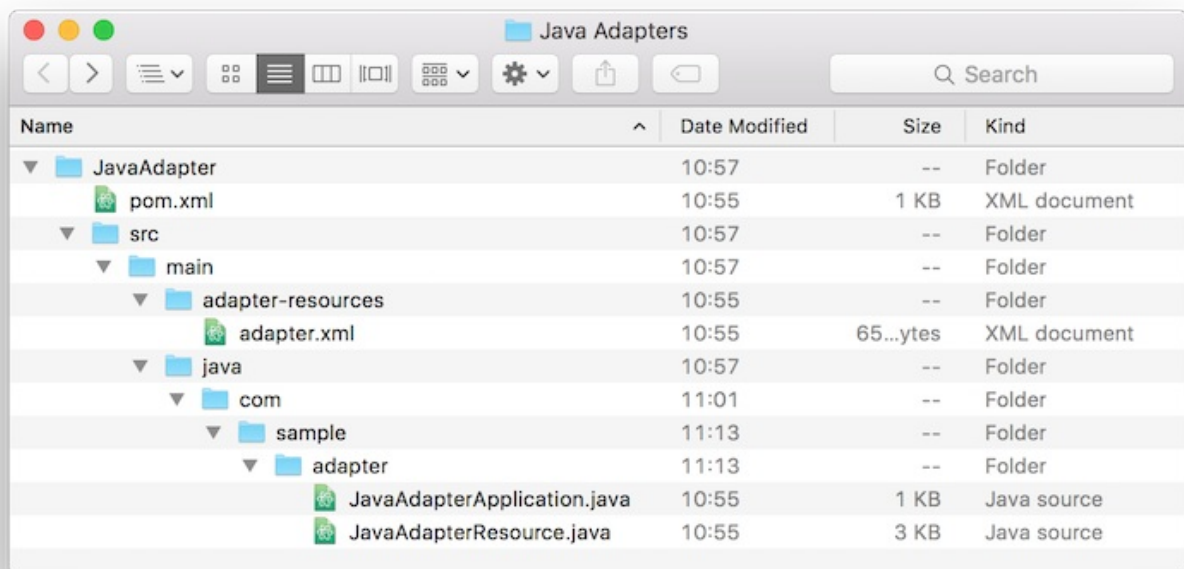 Java Adapters
Search
Name Date Modified Size Kind
JavaAdapter 10:57 -- Folder
pom.xml 10:55 1 KB XML document
src 10:57 -- Folder
main 10:57 -- Folder
adapter-resources 10:55 -- Folder
adapter.xml 10:55 65...ytes XML document
java 10:57 -- Folder
com 11:01 -- Folder
sample 11:13 -- Folder
adapter 11:13 -- Folder
JavaAdapterApplication.java 10:55 1 KB Java source
JavaAdapterResource.java 10:55 3 KB Java source